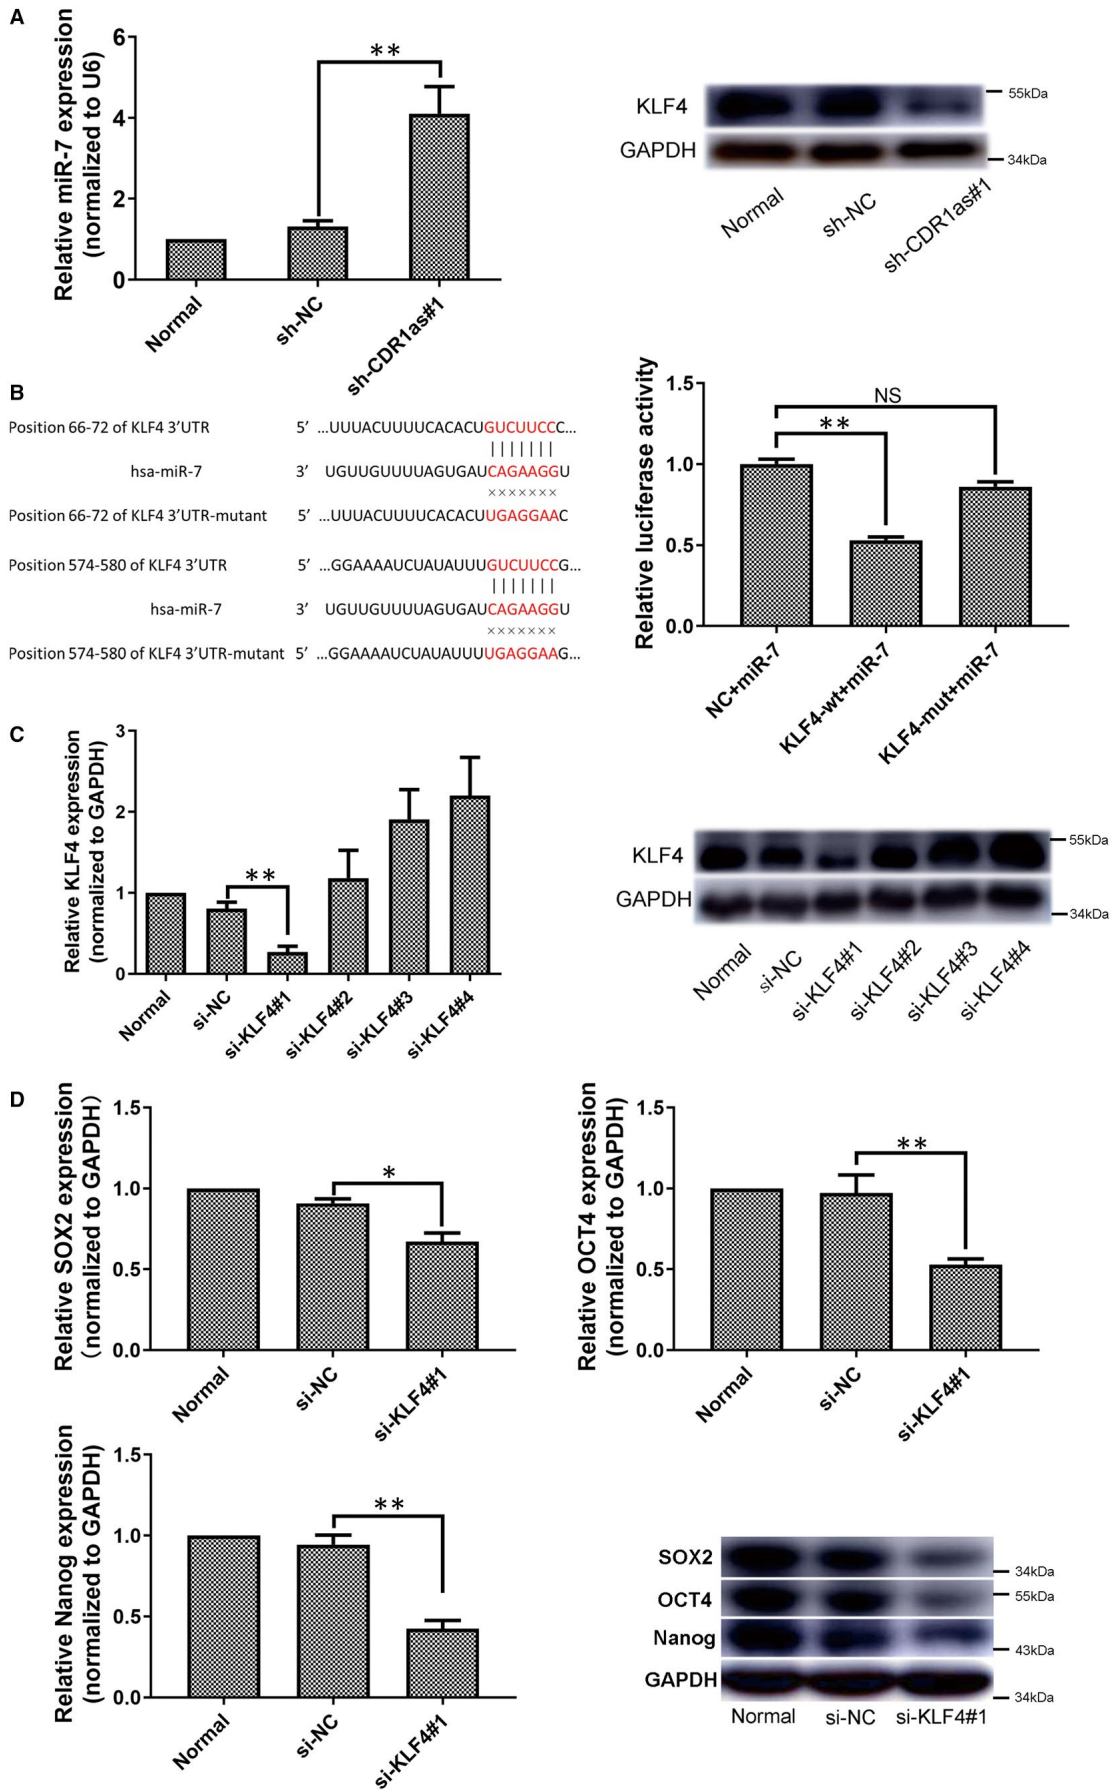 A
Relative miR-7 expression
(normalized to U6)
6
4
2
0
**
Normal
sh-NC
sh-CDR1as#1
KLF4
GAPDH
55kDa
34kDa
Normal
sh-NC
sh-CDR1as#1
B
Position 66-72 of KLF4 3’UTR 5’ ...UUUACUUUUCACACUGUCUUCCC...
hsa-miR-7 3’ UGUUGUUUUAGUGAUCAGAAGGU
×××××××
Position 66-72 of KLF4 3’UTR-mutant 5’ ...UUUACUUUUCACACUUGAGGAAC
Position 574-580 of KLF4 3’UTR 5’ ...GGAAAAUCUAUAUUUGUCUUCCG...
hsa-miR-7 3’ UGUUGUUUUAGUGAUCAGAAGGU
×××××××
Position 574-580 of KLF4 3’UTR-mutant 5’ ...GGAAAAUCUAUAUUUUGAGGAAG...
Relative luciferase activity
1.5
1.0
0.5
0.0
NS
**
NC+miR-7
KLF4-wt+miR-7
KLF4-mut+miR-7
C
Relative KLF4 expression
(normalized to GAPDH)
3
2
1
0
**
Normal
si-NC
si-KLF4#1
si-KLF4#2
si-KLF4#3
si-KLF4#4
KLF4
GAPDH
55kDa
34kDa
Normal
si-NC
si-KLF4#1
si-KLF4#2
si-KLF4#3
si-KLF4#4
D
Relative SOX2 expression
(normalized to GAPDH)
1.5
1.0
0.5
0.0
*
Normal
si-NC
si-KLF4#1
Relative OCT4 expression
(normalized to GAPDH)
1.5
1.0
0.5
0.0
**
Normal
si-NC
si-KLF4#1
Relative Nanog expression
(normalized to GAPDH)
1.5
1.0
0.5
0.0
**
Normal
si-NC
si-KLF4#1
SOX2
OCT4
Nanog
GAPDH
34kDa
55kDa
43kDa
34kDa
Normal si-NC si-KLF4#1